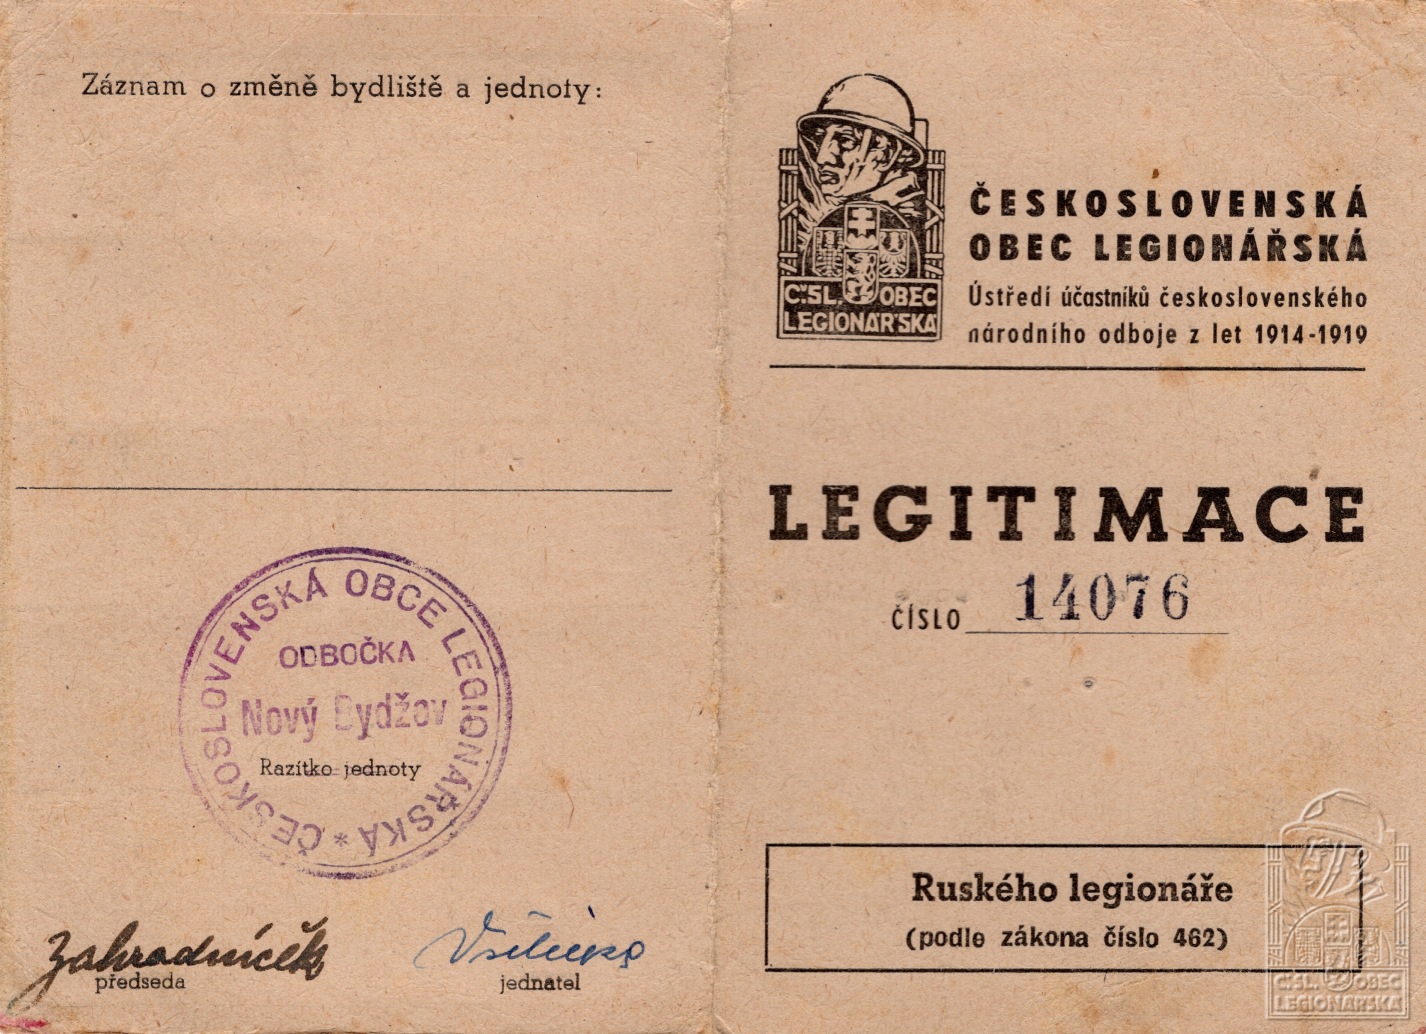 Záznam o změně bydliště a jednoty:
ČESKOSLOVENSKÁ OBCE LEGIONÁŘSKÁ *
ODBOČKA
Nový Bydžov
Razítko jednoty
Zahradníček
předseda
jednatel
Č.SL. OBEC
LEGIONÁŘSKÁ
ČESKOSLOVENSKÁ
OBEC LEGIONÁŘSKÁ
Ústředí účastníků československého
národního odboje z let 1914-1919
LEGITIMACE
ČÍSLO 14076
Ruského legionáře
(podle zákona číslo 462)
Č.SL. OBEC
LEGIONÁŘSKÁ